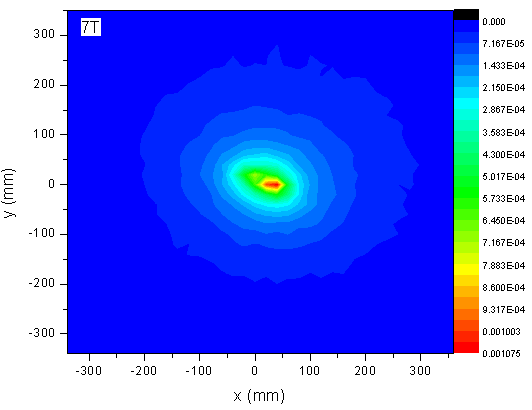 7T
300
200
100
0
-100
-200
-300
y (mm)
-300 -200 -100 0 100 200 300
x (mm)
0.000
7.167E-05
1.433E-04
2.150E-04
2.867E-04
3.583E-04
4.300E-04
5.017E-04
5.733E-04
6.450E-04
7.167E-04
7.883E-04
8.600E-04
9.317E-04
0.001003
0.001075